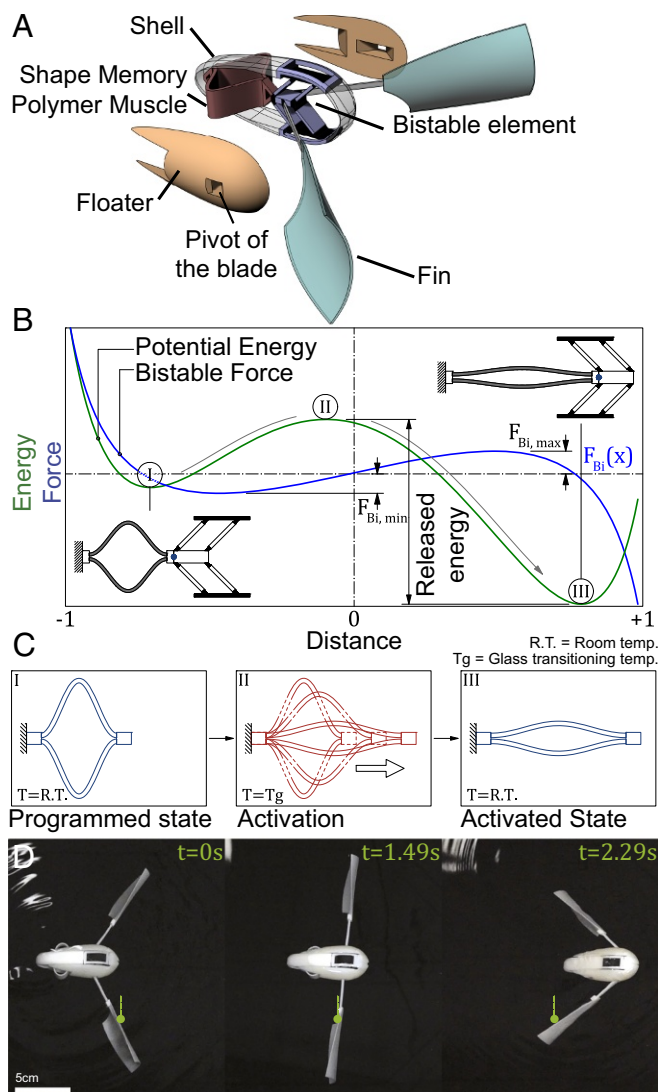 A
Shell
Shape Memory
Polymer Muscle
Bistable element
Floater
Pivot of
the blade
Fin
B
Potential Energy
Bistable Force
II
I
F_Bi, max
F_Bi(x)
F_Bi, min
Energy
Force
Released
energy
III
-1
0
+1
Distance
R.T. = Room temp.
Tg = Glass transitioning temp.
C
I
II
III
T=R.T.
T=Tg
T=R.T.
Programmed state
Activation
Activated State
D
t=0s
t=1.49s
t=2.29s
5cm